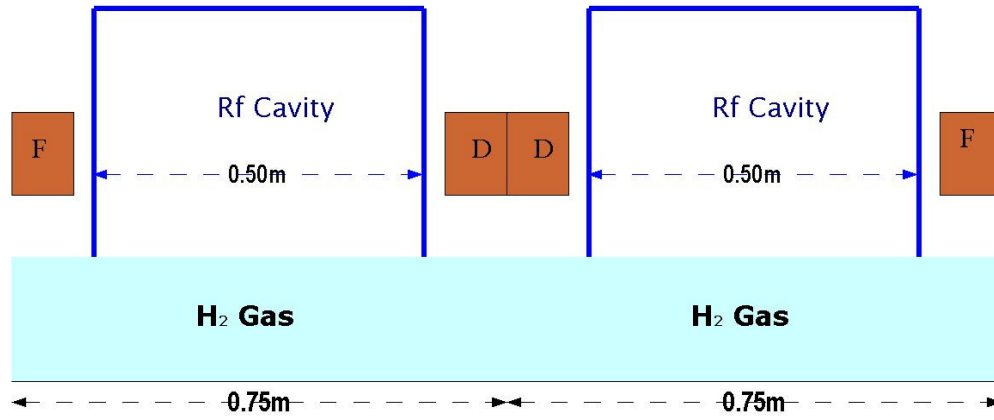 Rf Cavity
Rf Cavity
F
D
D
F
0.50m
0.50m
H₂ Gas
H₂ Gas
0.75m
0.75m